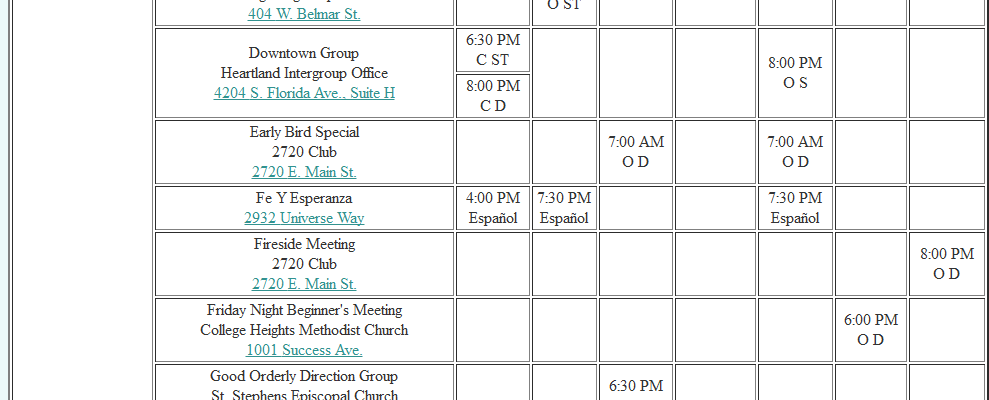 O ST
404 W. Belmar St.
Downtown Group
Heartland Intergroup Office
4204 S. Florida Ave., Suite H
6:30 PM
C ST
8:00 PM
C D
8:00 PM
O S
Early Bird Special
2720 Club
2720 E. Main St.
7:00 AM
O D
7:00 AM
O D
Fe Y Esperanza
2932 Universe Way
4:00 PM
Español
7:30 PM
Español
7:30 PM
Español
Fireside Meeting
2720 Club
2720 E. Main St.
8:00 PM
O D
Friday Night Beginner's Meeting
College Heights Methodist Church
1001 Success Ave.
6:00 PM
O D
Good Orderly Direction Group
St. Stephens Episcopal Church
6:30 PM